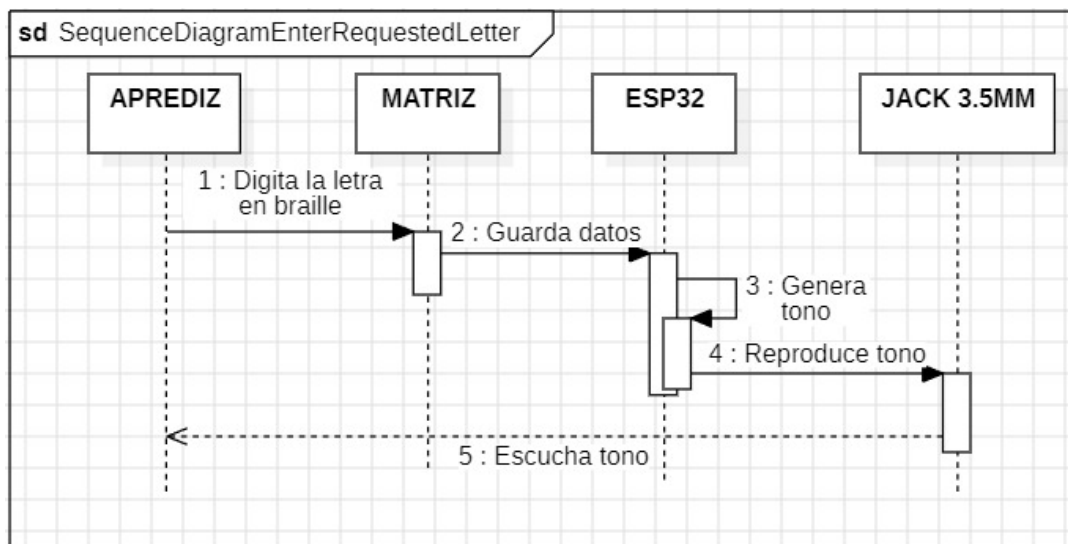 sd SequenceDiagramEnterRequestedLetter
APREDIZ
MATRIZ
ESP32
JACK 3.5MM
1 : Digita la letra
en braille
2 : Guarda datos
3 : Genera
tono
4 : Reproduce tono
5 : Escucha tono